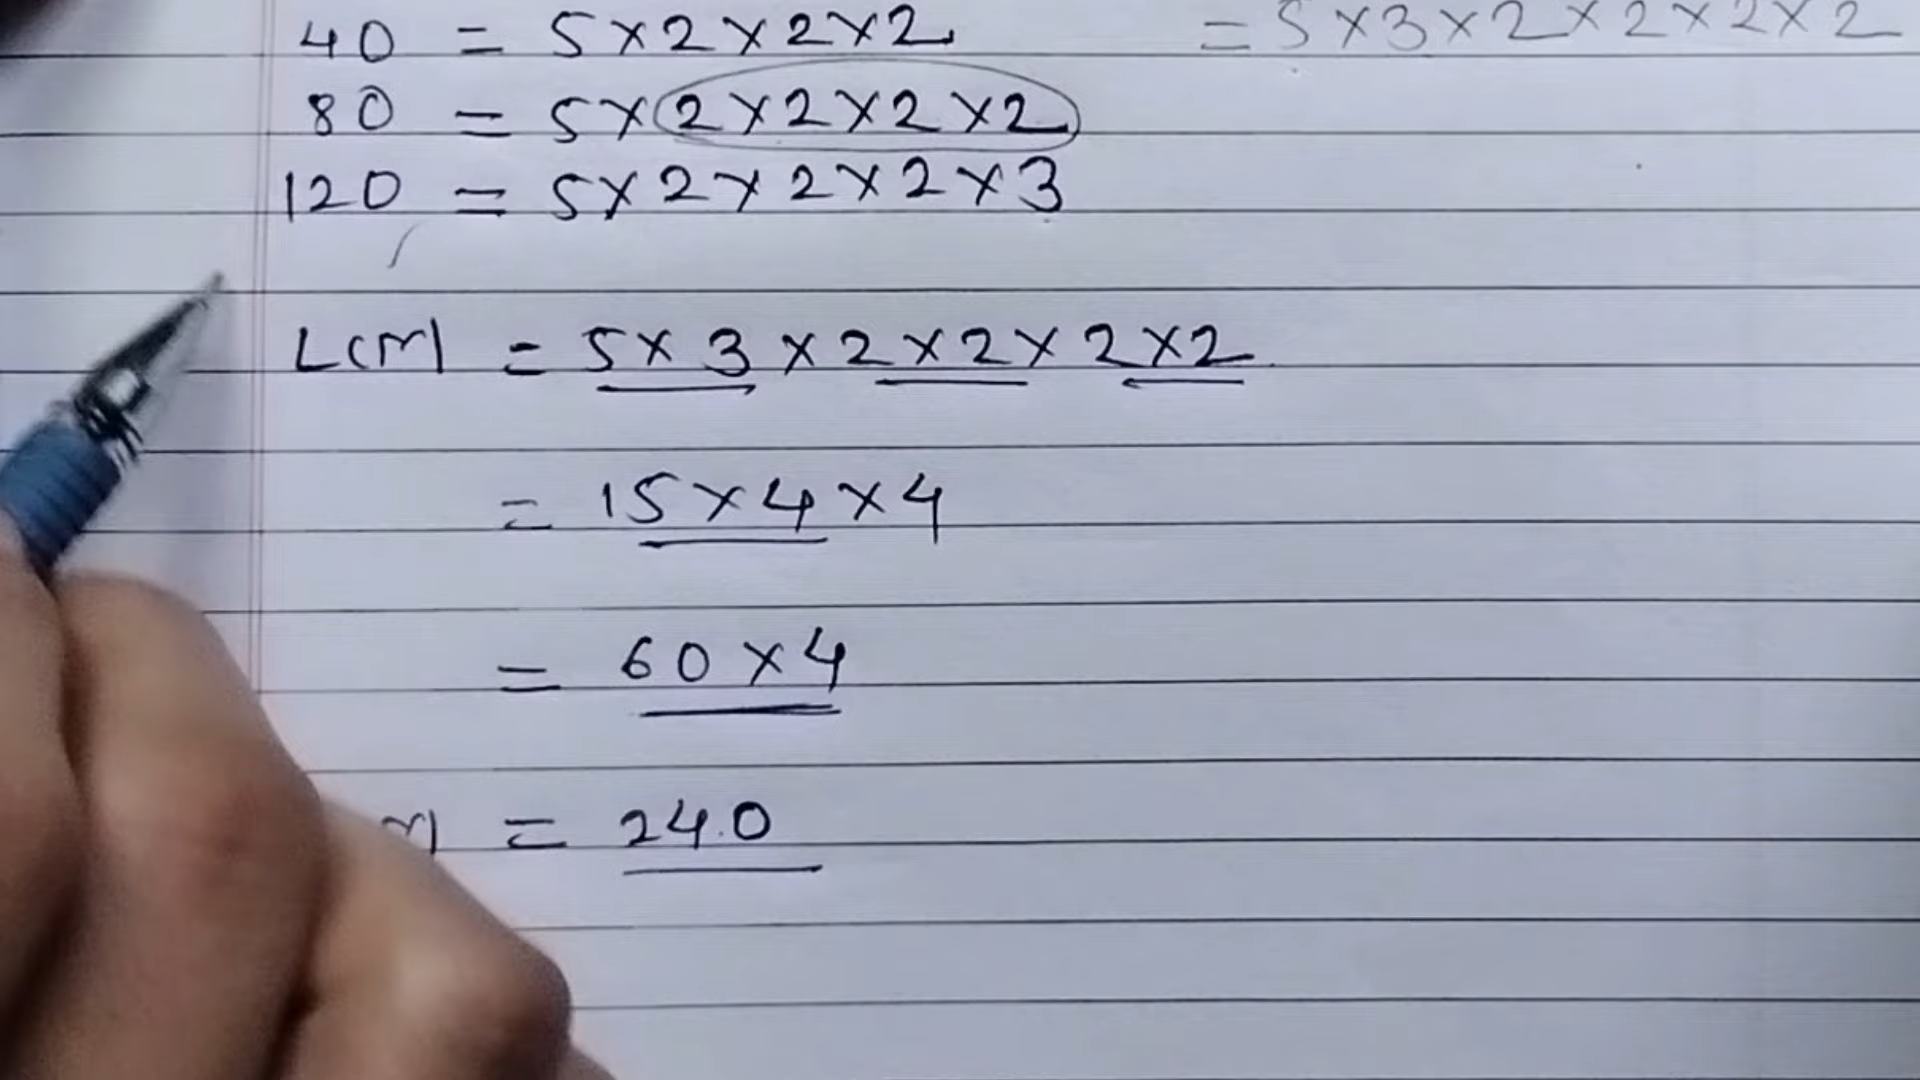 40 = 5×2×2×2
= 5×3×2×2×2×2
80 = 5×2×2×2×2
120 = 5×2×2×2×3
LCM = 5×3×2×2×2×2
= 15×4×4
= 60×4
M = 240